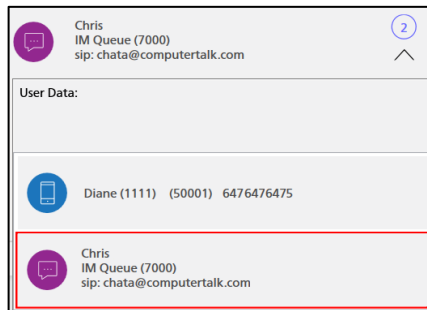 Chris
IM Queue (7000)
sip: chata@computertalk.com
2
User Data:
Diane (1111) (50001) 6476476475
Chris
IM Queue (7000)
sip: chata@computertalk.com